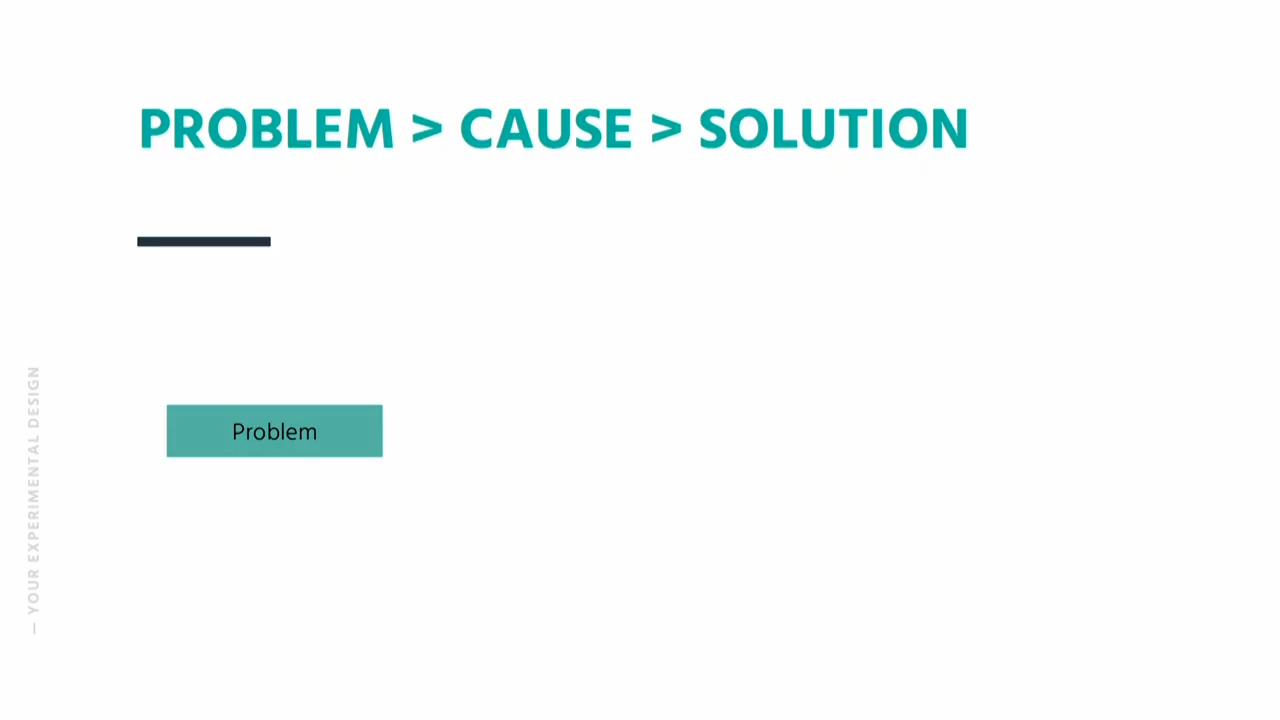 PROBLEM > CAUSE > SOLUTION
Problem
— YOUR EXPERIMENTAL DESIGN